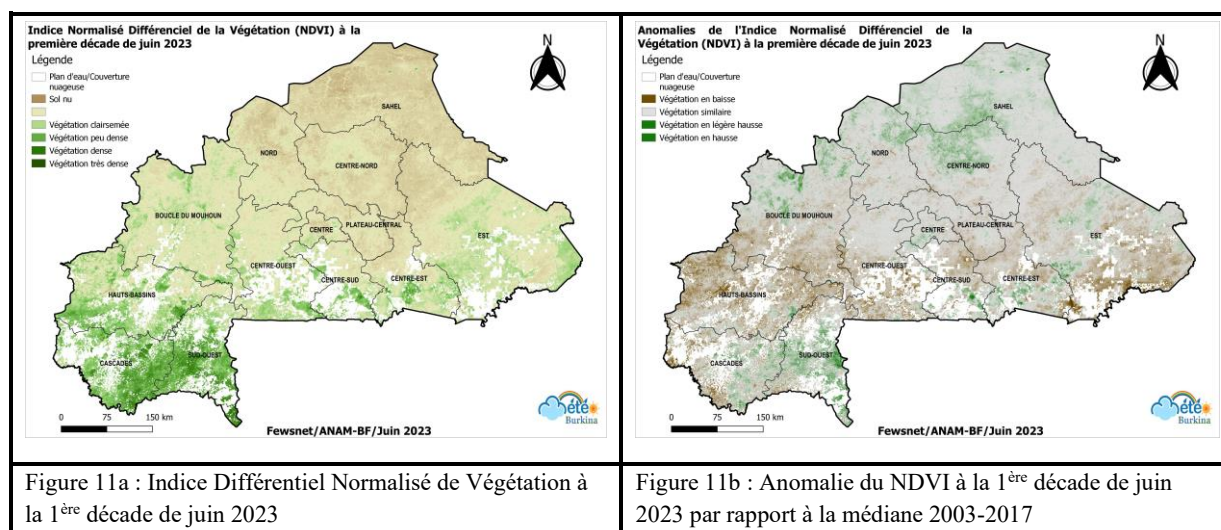 Indice Normalisé Différenciel de la Végétation (NDVI) à la
première décade de juin 2023
Légende
Plan d'eau/Couverture
nuageuse
Sol nu
Végétation clairsemée
Végétation peu dense
Végétation dense
Végétation très dense
N
SAHEL
NORD
CENTRE-NORD
BOUCLE DU MOUHOUN
CENTRE
PLATEAU-CENTRAL
EST
CENTRE-OUEST
CENTRE-SUD
CENTRE-EST
HAUTS-BASSINS
CASCADES
SUD-OUEST
0 75 150 km
Fewsnet/ANAM-BF/Juin 2023
Météo
Burkina
Anomalies de l'Indice Normalisé Différenciel de la
Végétation (NDVI) à la première décade de juin 2023
Légende
Plan d'eau/Couverture
nuageuse
Végétation en baisse
Végétation similaire
Végétation en légère hausse
Végétation en hausse
N
SAHEL
NORD
CENTRE-NORD
BOUCLE DU MOUHOUN
CENTRE
PLATEAU-CENTRAL
EST
CENTRE-OUEST
CENTRE-SUD
CENTRE-EST
HAUTS-BASSINS
CASCADES
SUD-OUEST
0 75 150 km
Fewsnet/ANAM-BF/Juin 2023
Météo
Burkina
Figure 11a : Indice Différentiel Normalisé de Végétation à
la 1ère décade de juin 2023
Figure 11b : Anomalie du NDVI à la 1ère décade de juin
2023 par rapport à la médiane 2003-2017